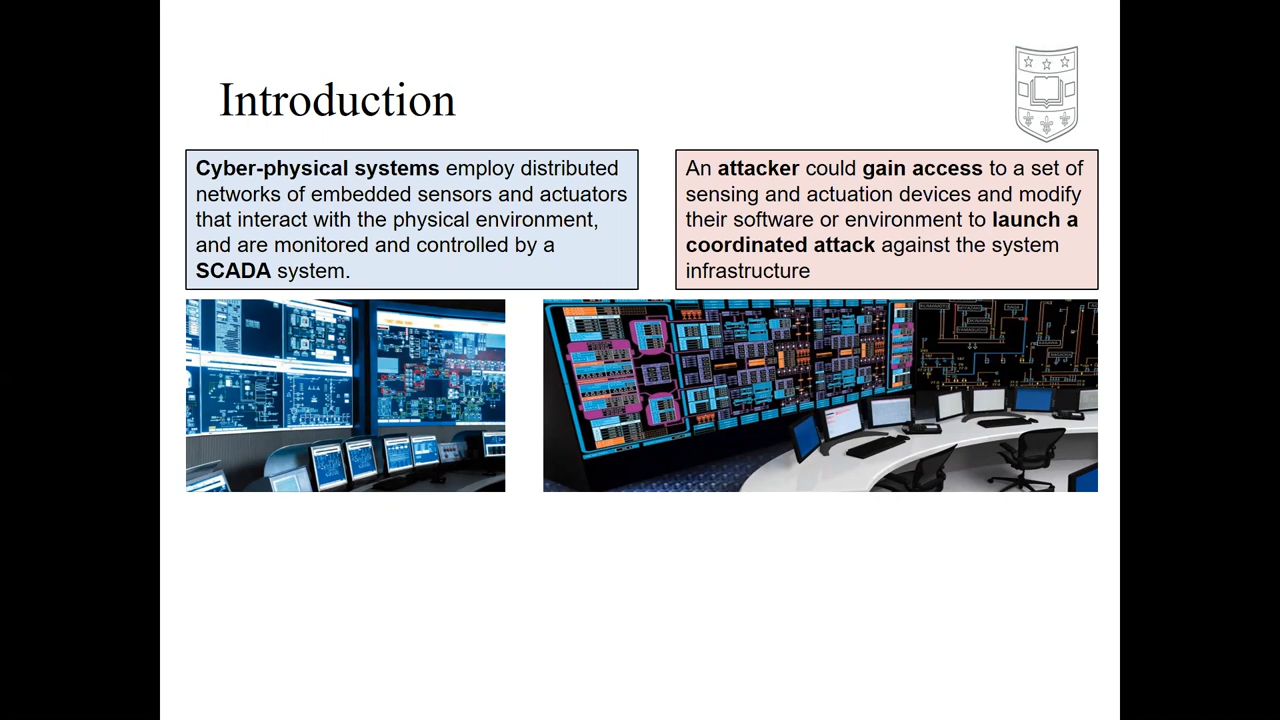 Introduction
Cyber-physical systems employ distributed
networks of embedded sensors and actuators
that interact with the physical environment,
and are monitored and controlled by a
SCADA system.
An attacker could gain access to a set of
sensing and actuation devices and modify
their software or environment to launch a
coordinated attack against the system
infrastructure